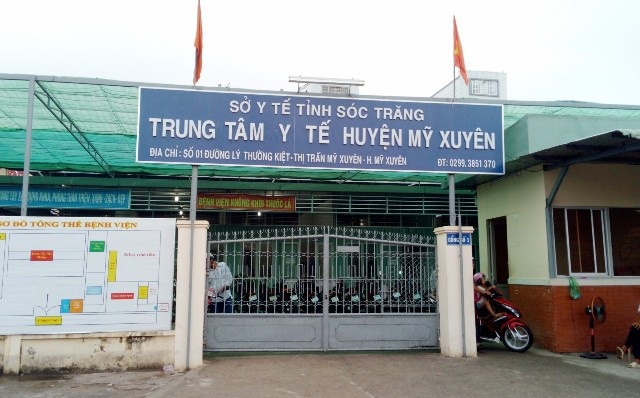 SỞ Y TẾ TỈNH SÓC TRĂNG
TRUNG TÂM Y TẾ HUYỆN MỸ XUYÊN
ĐỊA CHỈ : SỐ 01 ĐƯỜNG LÝ THƯỜNG KIỆT-THỊ TRẤN MỸ XUYÊN-H. MỸ XUYÊN
ĐT: 0299.3851 370
BỆNH VIỆN KHÔNG KHÓI THUỐC LÁ
SƠ ĐỒ TỔNG THỂ BỆNH VIỆN
CỔNG SỐ 1